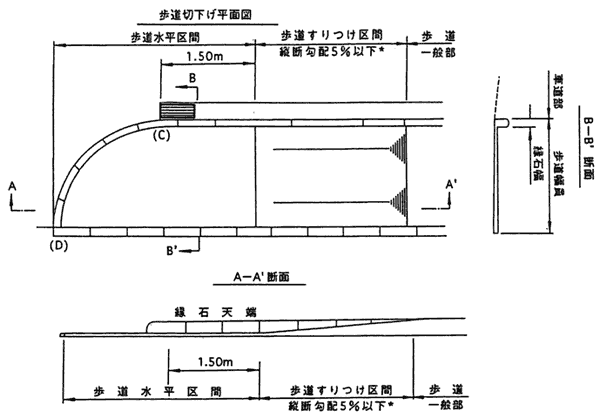 歩道切下げ平面図
歩道水平区間
歩道すりつけ区間
縦断勾配5%以下*
歩道
一般部
1.50m
B
(C)
A
A'
(D)
B'
車道部
縁石幅
歩道幅員
B－B' 断面
A－A' 断面
縁石天端
1.50m
歩道水平区間
歩道すりつけ区間
縦断勾配5%以下*
歩道
一般部